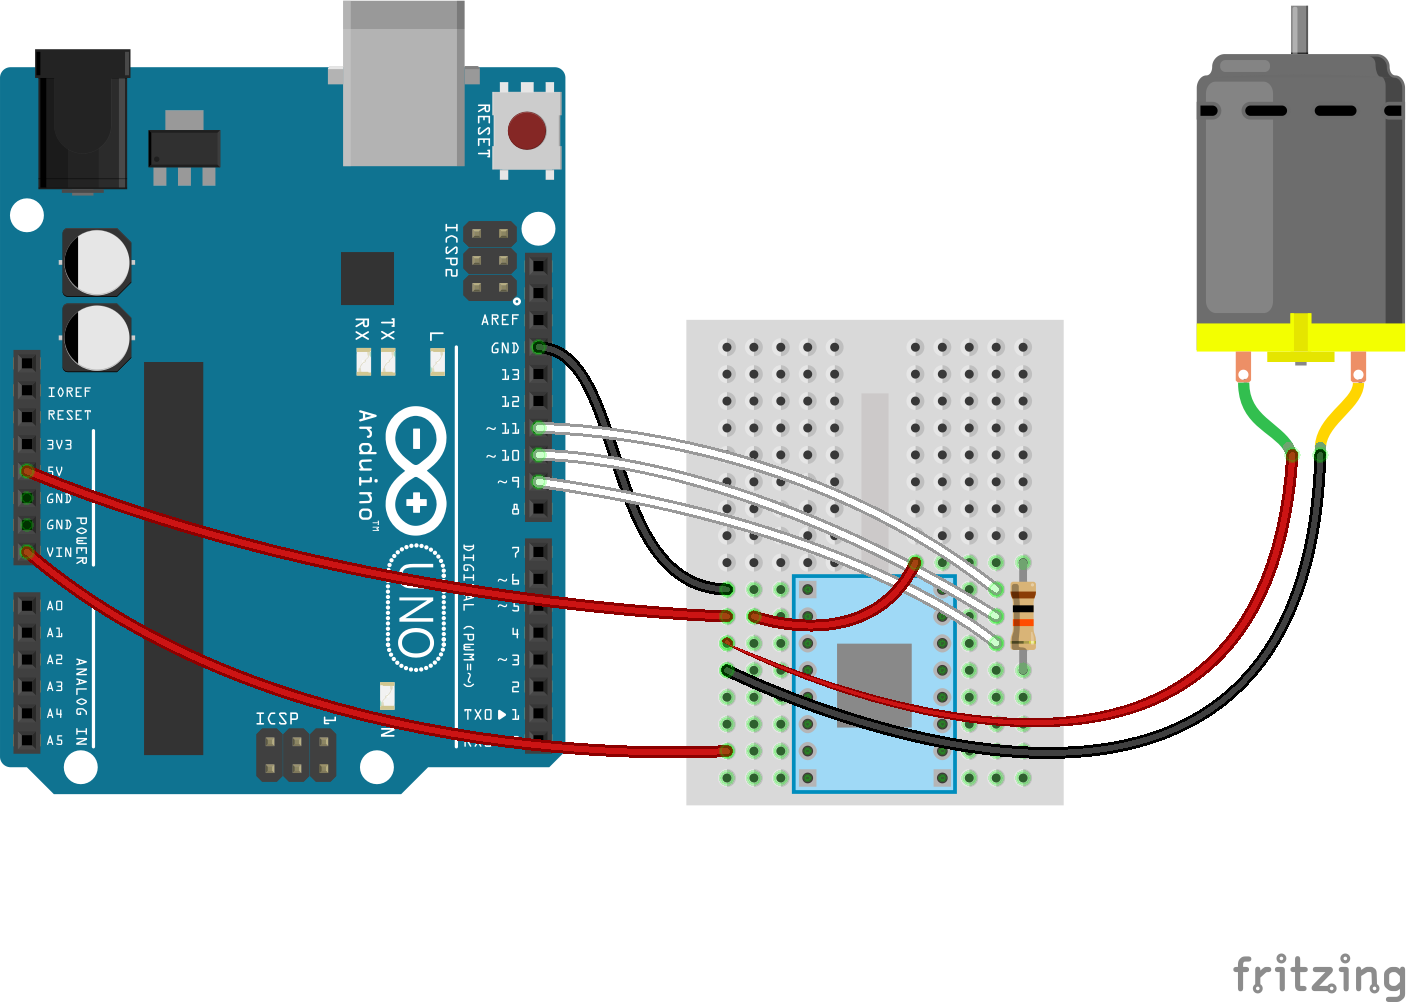 RESET
ICSP2
AREF
GND
13
12
~11
~10
~9
8
RX
TX
L
IOREF
RESET
3V3
5V
GND
GND
VIN
POWER
Arduino™
UNO
7
~6
~5
4
~3
2
TX0▶1
DIGITAL (PWM=~)
A0
A1
A2
A3
A4
A5
ANALOG IN
ICSP
1
fritzing